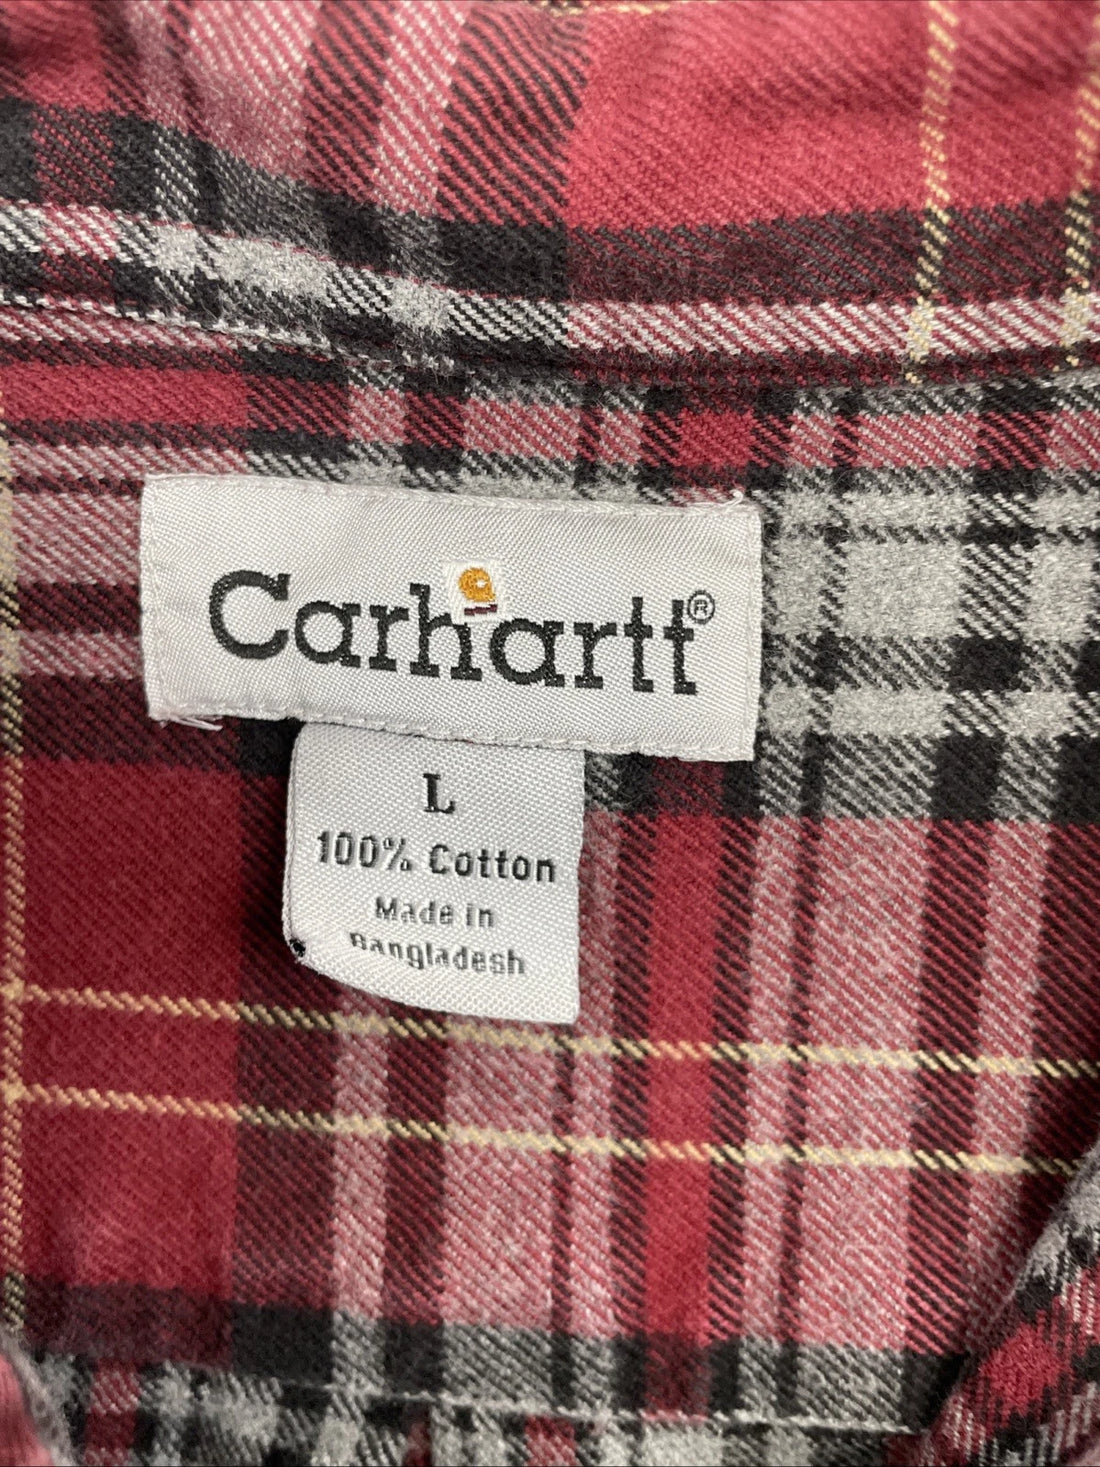 Carhartt®
L
100% Cotton
Made in
Bangladesh